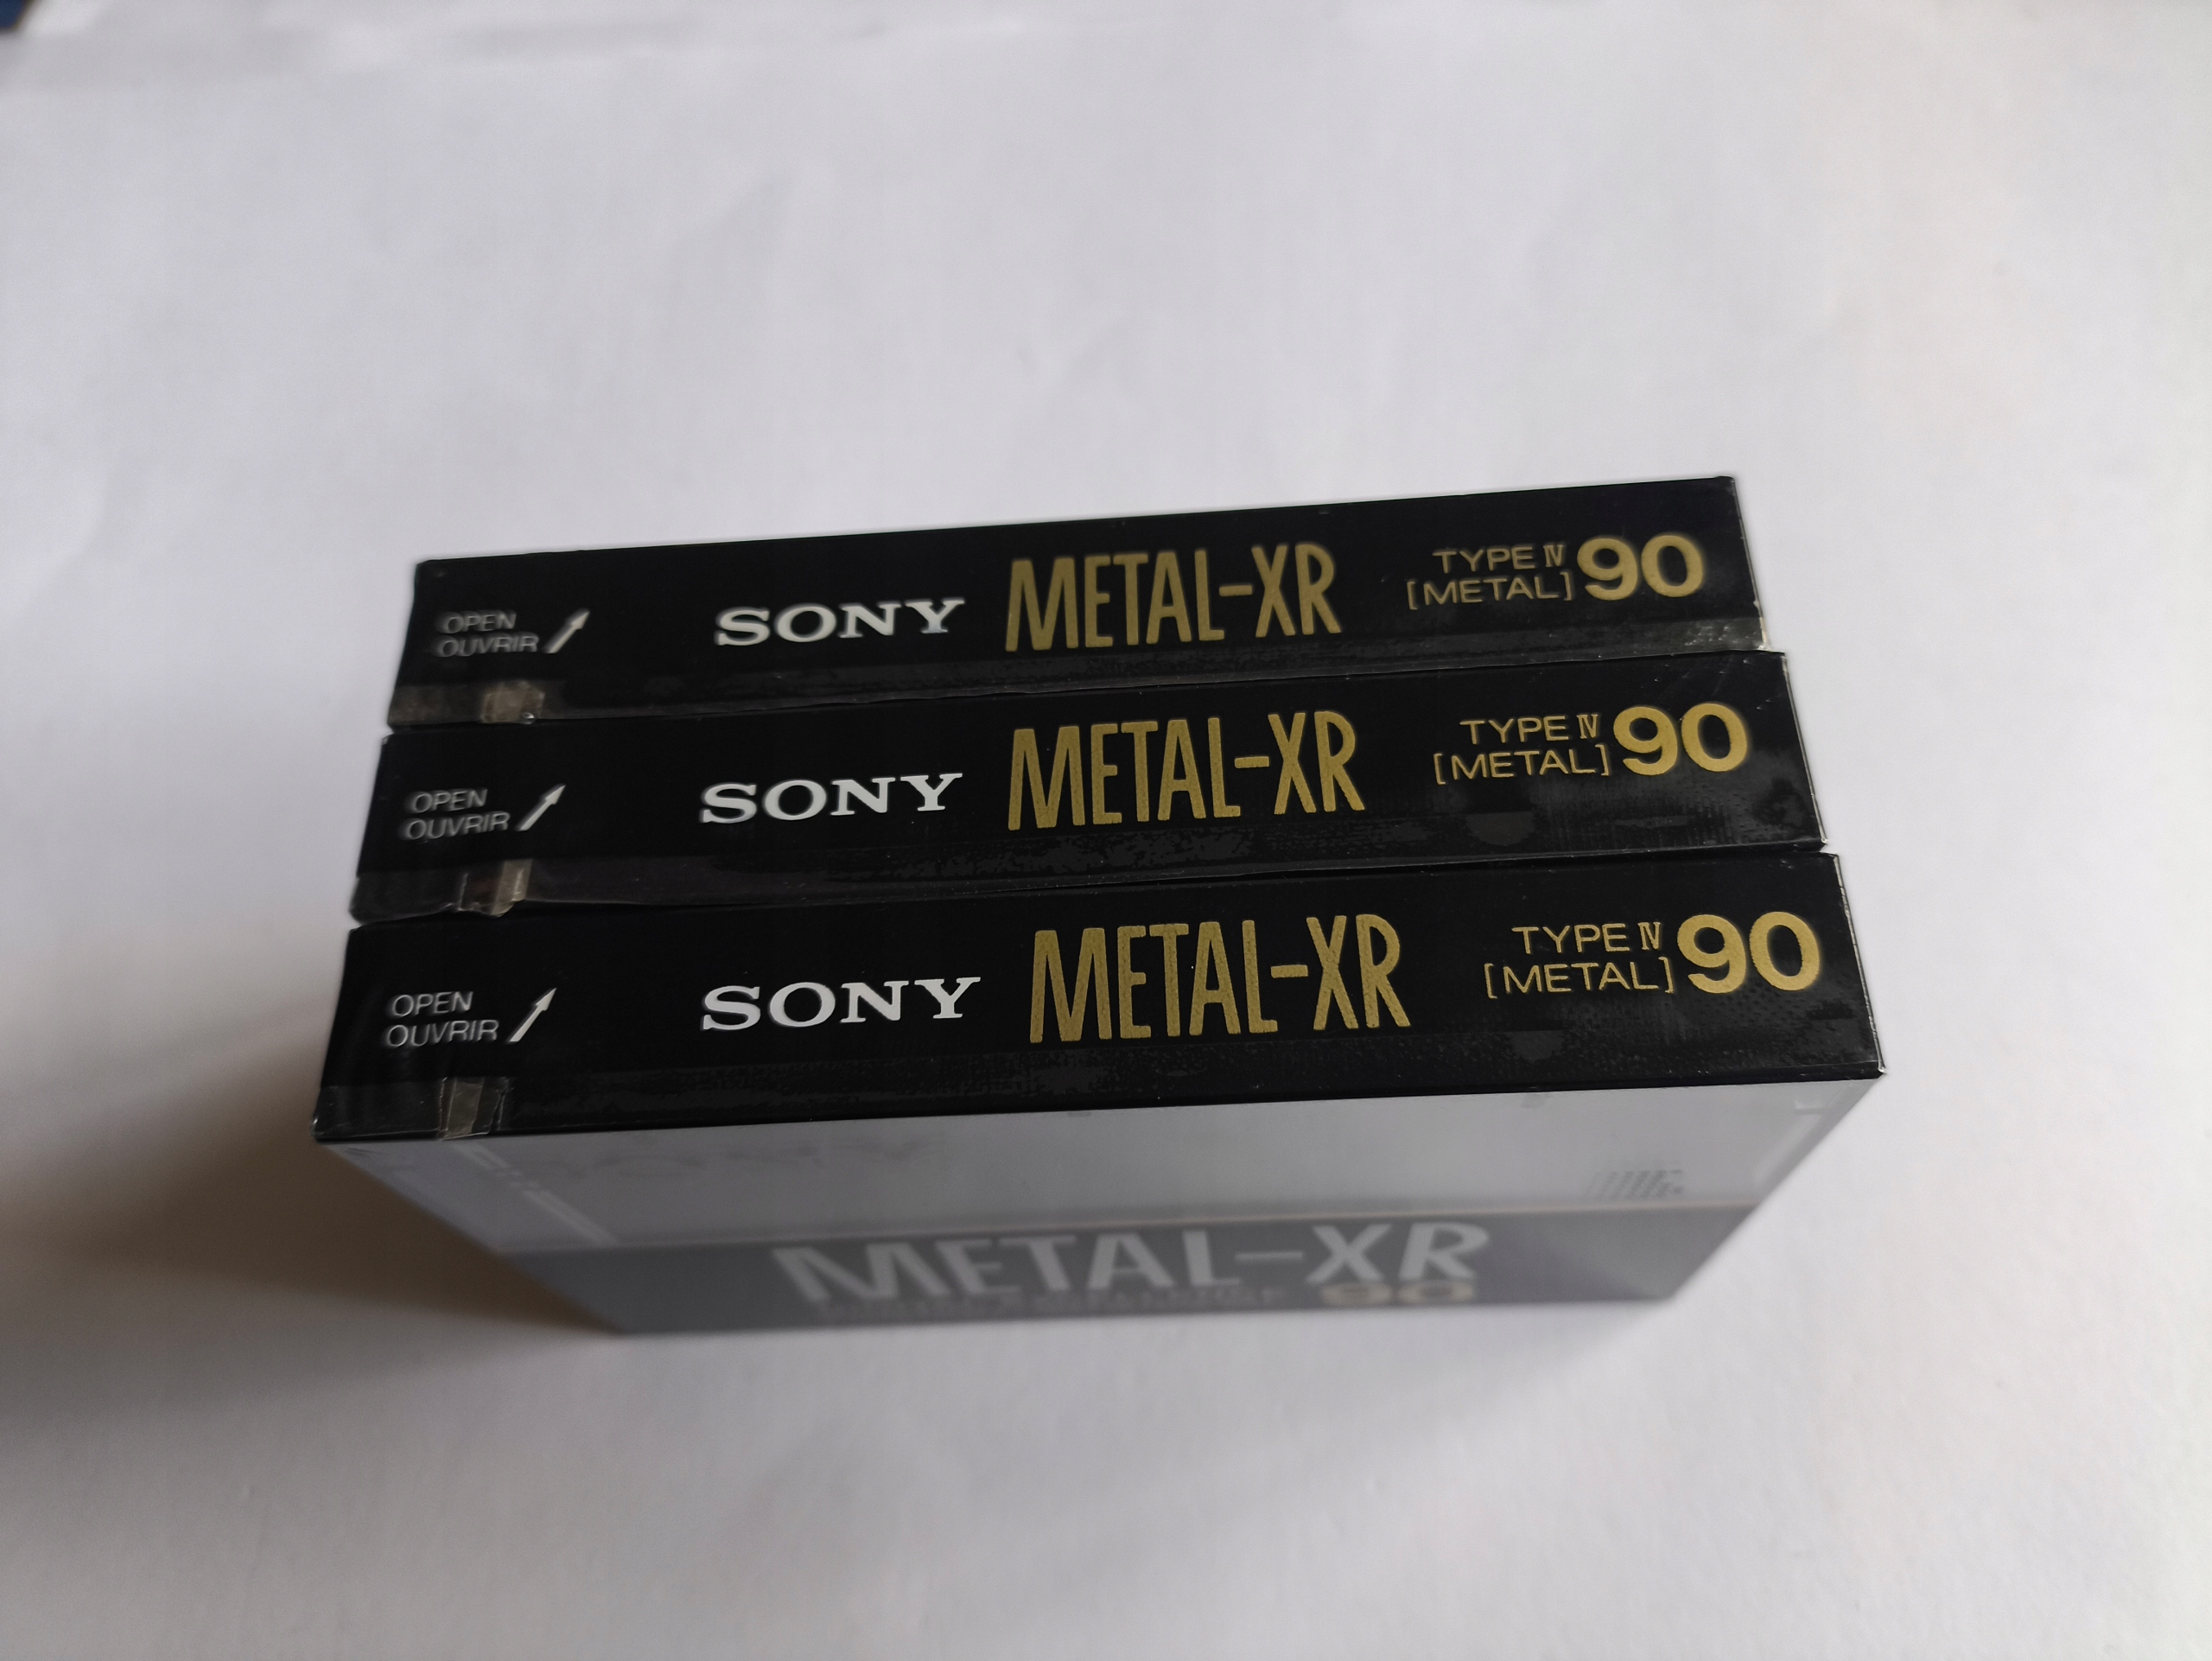 OPEN
OUVRIR
SONY METAL-XR
TYPE IV
[METAL] 90
OPEN
OUVRIR
SONY METAL-XR
TYPE IV
[METAL] 90
OPEN
OUVRIR
SONY METAL-XR
TYPE IV
[METAL] 90
METAL-XR
90